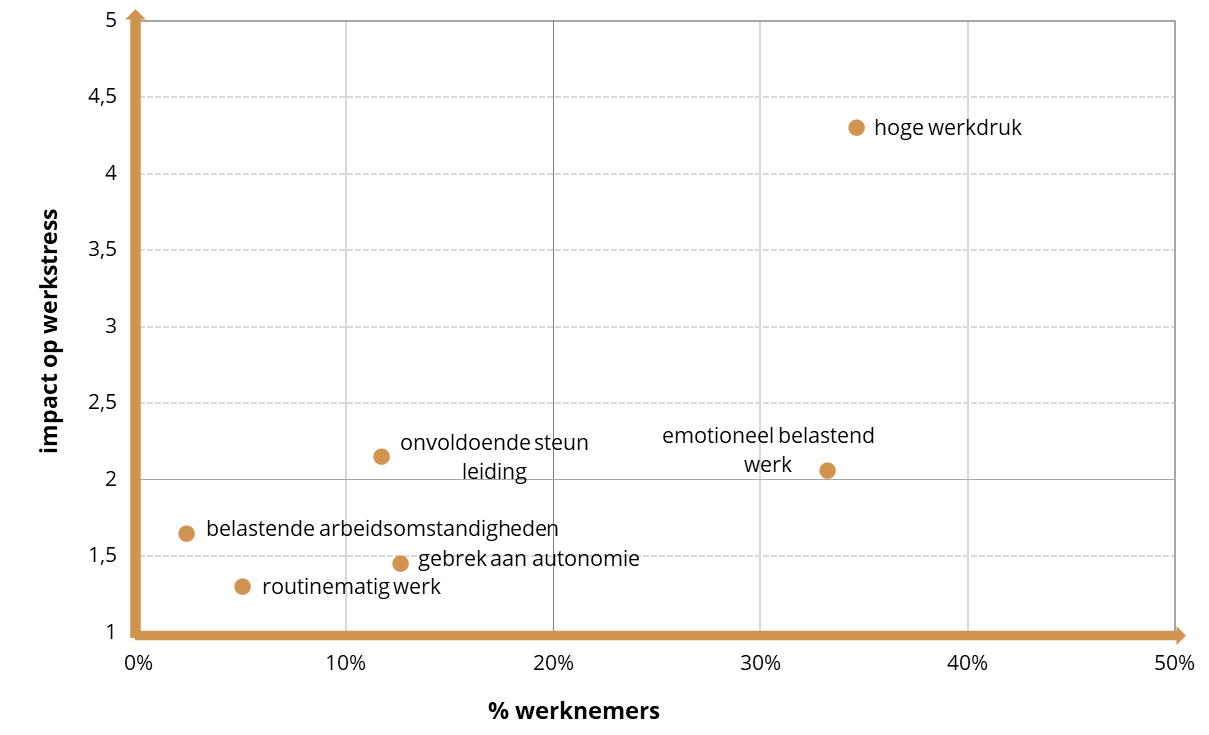 5
4,5
4
3,5
3
2,5
2
1,5
1
impact op werkstress
hoge werkdruk
onvoldoende steun
leiding
emotioneel belastend
werk
belastende arbeidsomstandigheden
gebrek aan autonomie
routinematig werk
0% 10% 20% 30% 40% 50%
% werknemers